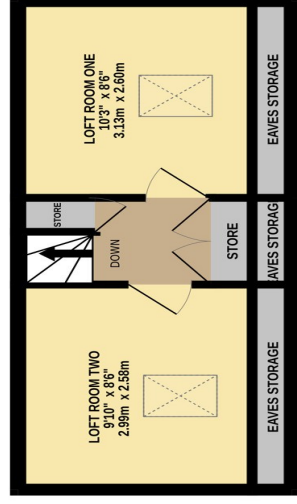 LOFT ROOM ONE
10'3" x 8'6"
3.13m x 2.60m
EAVES STORAGE
STORE
DOWN
STORE
EAVES STORAG
LOFT ROOM TWO
9'10" x 8'6"
2.99m x 2.58m
EAVES STORAGE